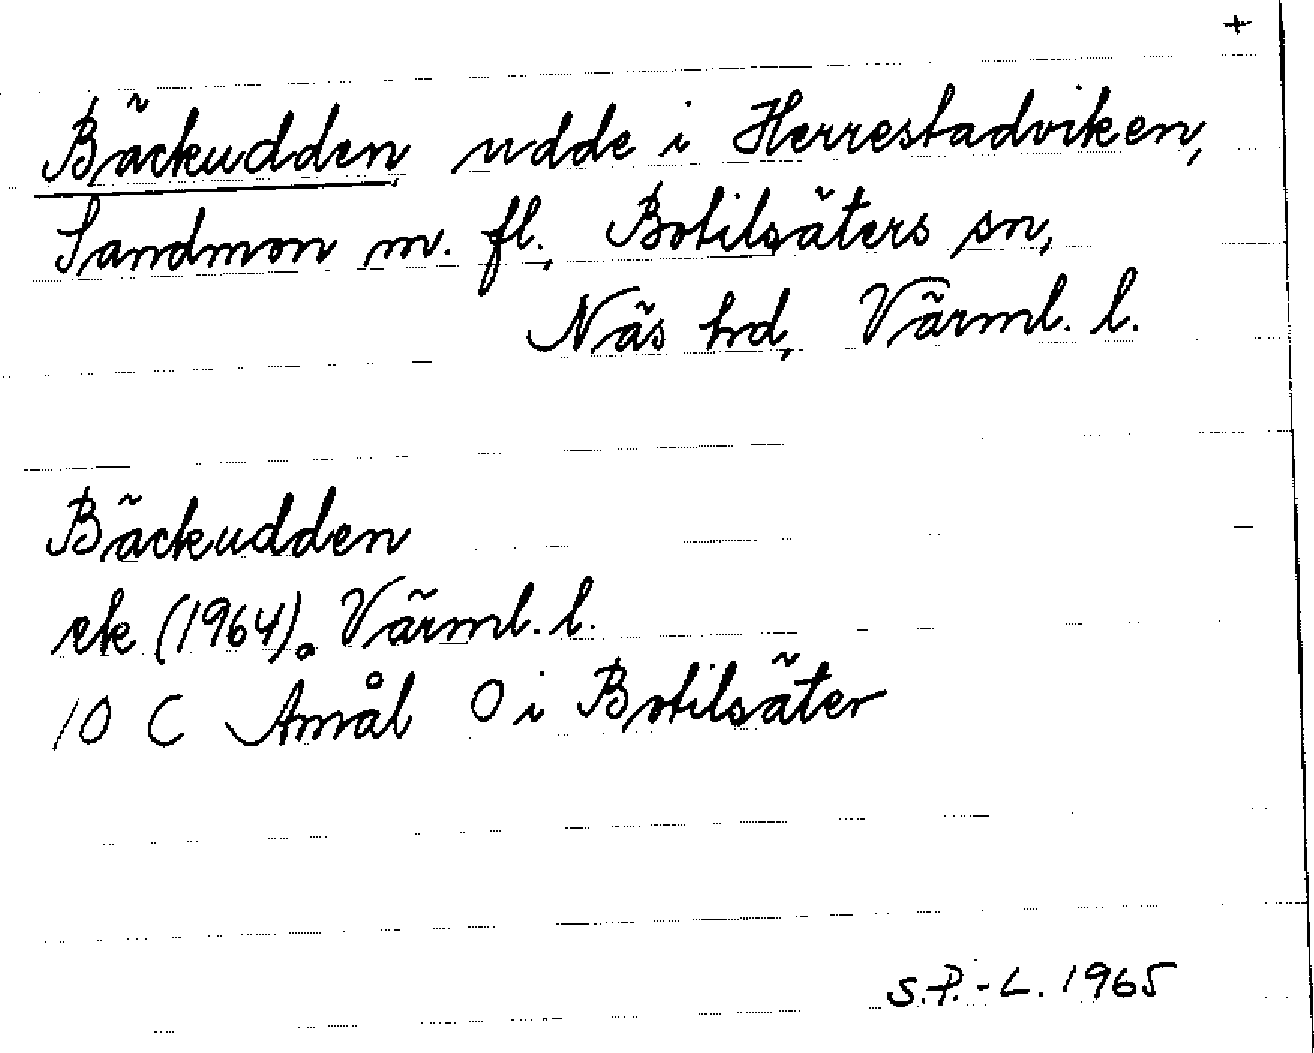 +
Bäckudden, udde i Herrestadviken,
Sandmon m. fl., Botilsäters sn,
Näs hd, Värml. l.
Bäckudden
ek (1964). Värml. l.
10 C Åmål O i Botilsäter
S.P.-L. 1965